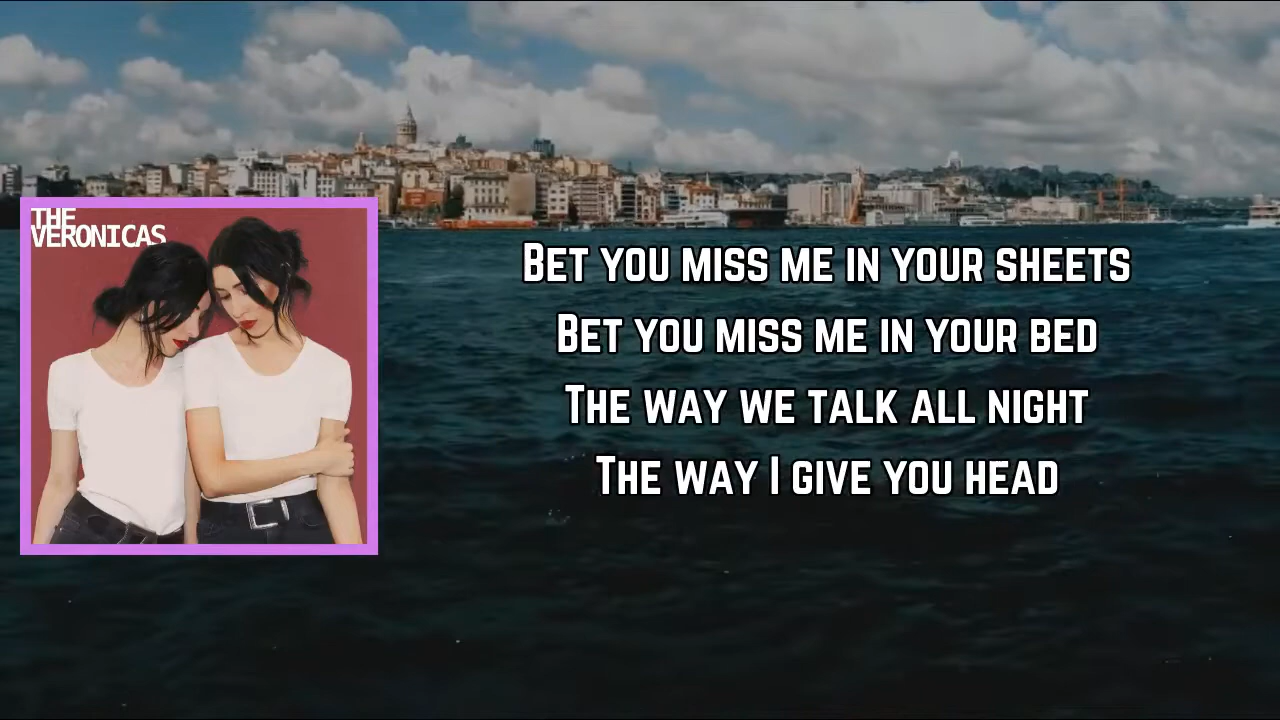 THE
VERONICAS
BET YOU MISS ME IN YOUR SHEETS
BET YOU MISS ME IN YOUR BED
THE WAY WE TALK ALL NIGHT
THE WAY I GIVE YOU HEAD